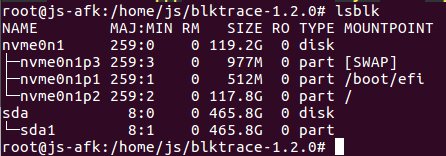 root@js-afk:/home/js/blktrace-1.2.0# lsblk
NAME        MAJ:MIN RM   SIZE RO TYPE MOUNTPOINT
nvme0n1     259:0    0 119.2G  0 disk
├─nvme0n1p3 259:3    0   977M  0 part [SWAP]
├─nvme0n1p1 259:1    0   512M  0 part /boot/efi
└─nvme0n1p2 259:2    0 117.8G  0 part /
sda           8:0    0 465.8G  0 disk
└─sda1        8:1    0 465.8G  0 part
root@js-afk:/home/js/blktrace-1.2.0#